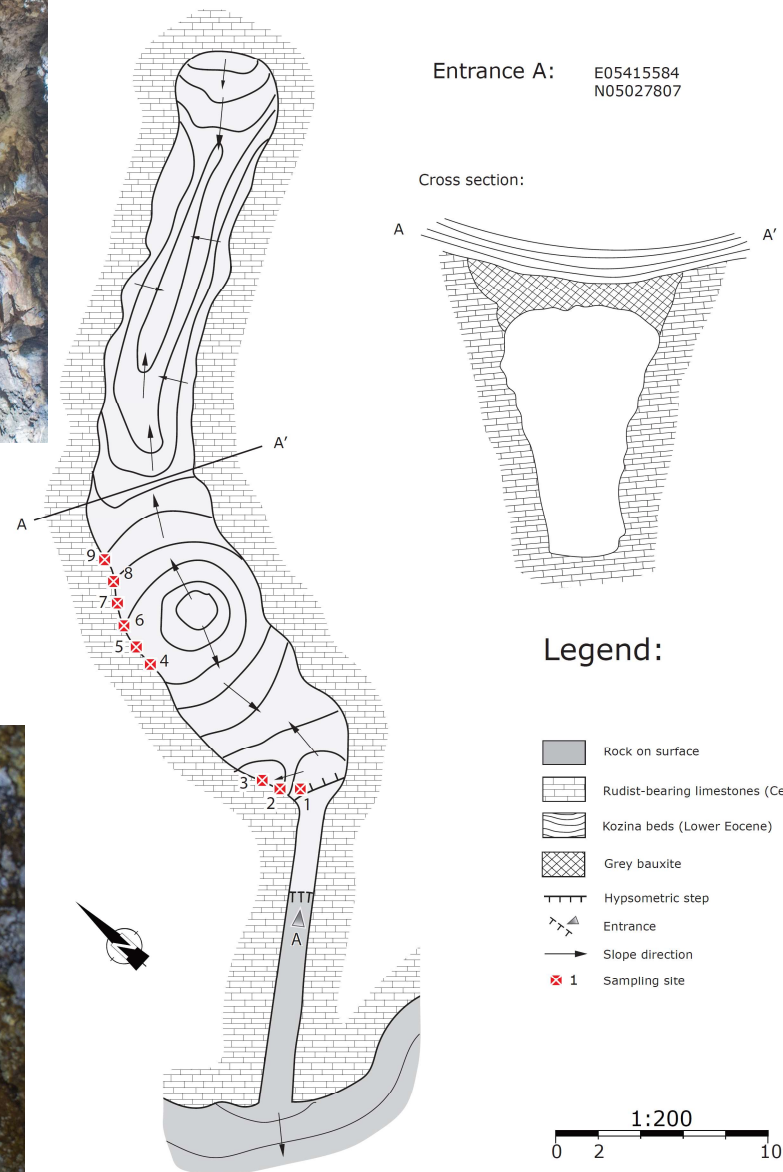 Entrance A:
E05415584
N05027807
Cross section:
A
A’
A’
A
9
8
7
6
5
4
3
2
1
A
Legend:
Rock on surface
Rudist-bearing limestones (Ce
Kozina beds (Lower Eocene)
Grey bauxite
Hypsometric step
Entrance
Slope direction
1 Sampling site
1:200
0 2 10